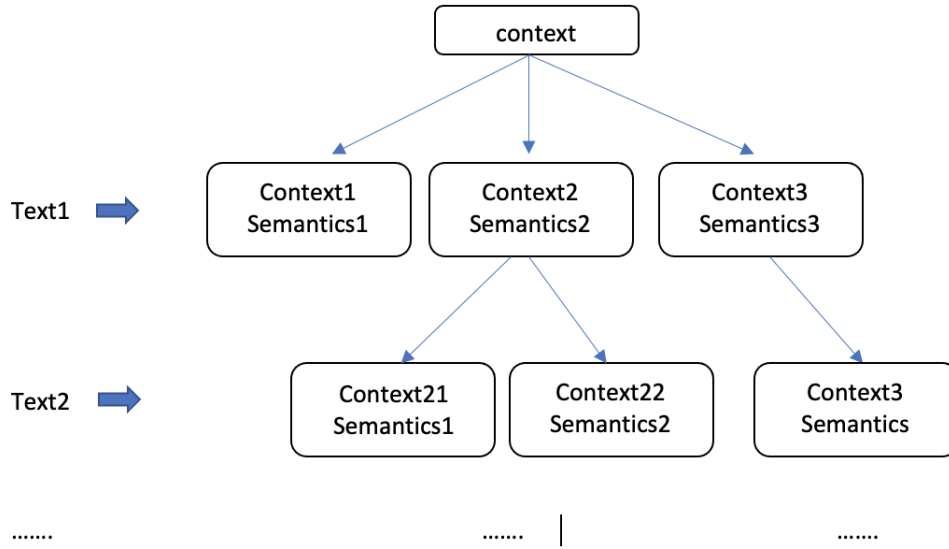 context
Text1
Context1
Semantics1
Context2
Semantics2
Context3
Semantics3
Text2
Context21
Semantics1
Context22
Semantics2
Context3
Semantics
....... ....... | .......